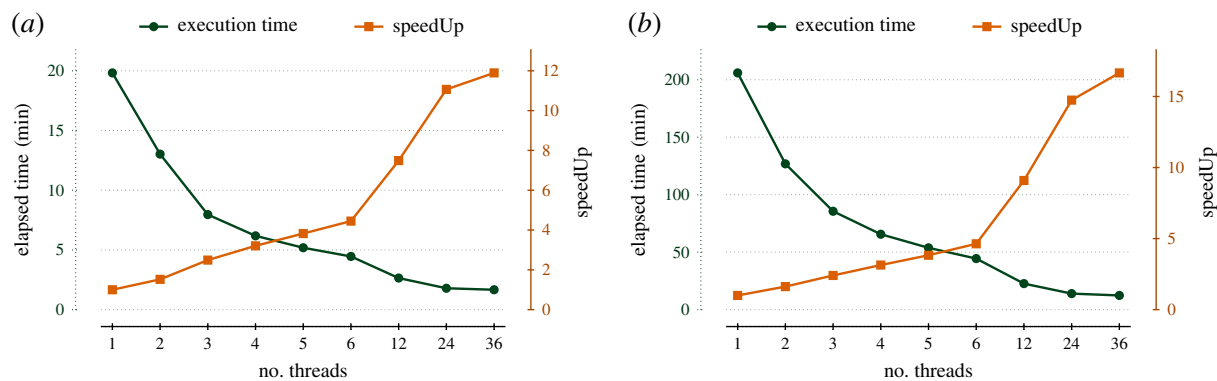 (a) execution time speedUp
20
15
10
5
0
elapsed time (min)
12
10
8
6
4
2
0
speedUp
1 2 3 4 5 6 12 24 36
no. threads
(b) execution time speedUp
200
150
100
50
0
elapsed time (min)
15
10
5
0
speedUp
1 2 3 4 5 6 12 24 36
no. threads